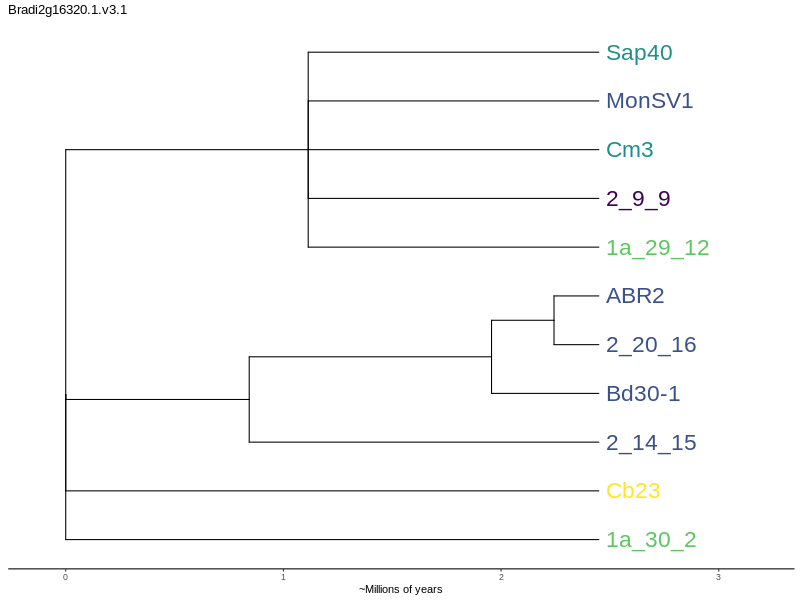 Bradi2g16320.1.v3.1
Sap40
MonSV1
Cm3
2_9_9
1a_29_12
ABR2
2_20_16
Bd30-1
2_14_15
Cb23
1a_30_2
0 1 2 3
~Millions of years